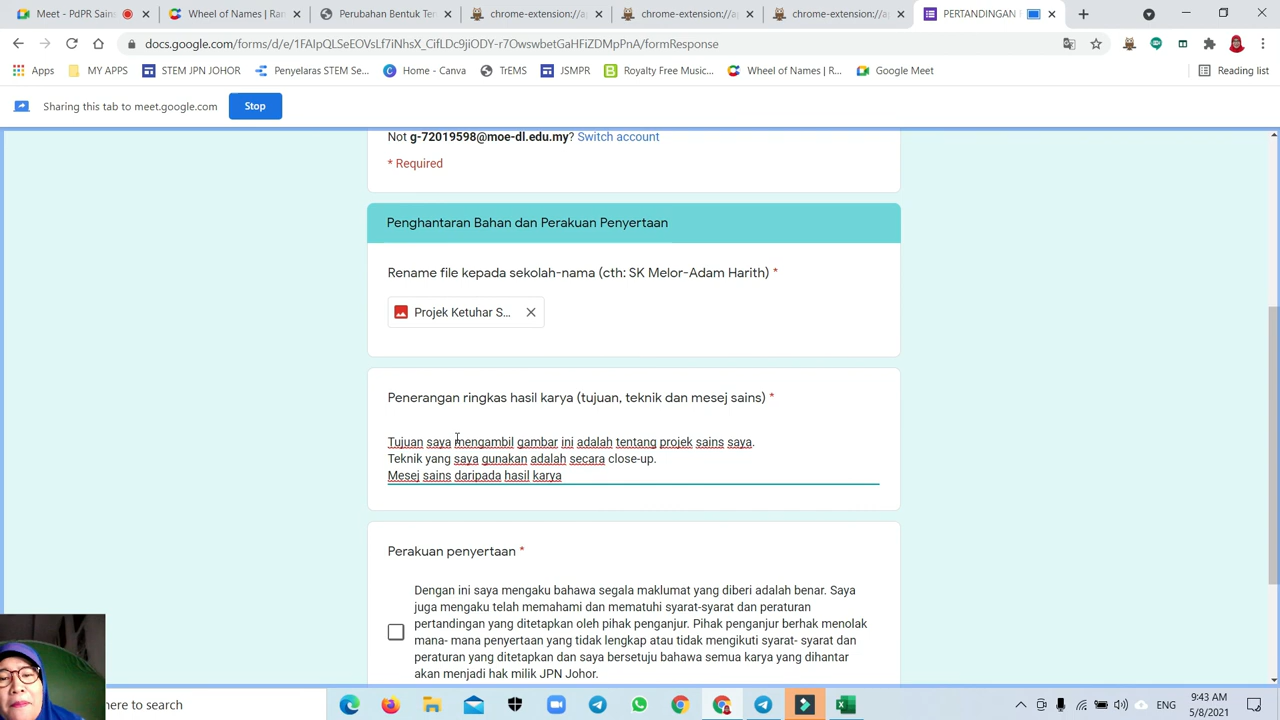 Meet - PdPR Sains
Wheel of Names | Ran
Perubahan Bentuk Ten
chrome-extension://ap
chrome-extension://ap
chrome-extension://ap
PERTANDINGAN
docs.google.com/forms/d/e/
/formResponse
Apps
MY APPS
STEM JPN JOHOR
Penyelaras STEM Se...
Home - Canva
TrEMS
JSMPR
Royalty Free Music...
Wheel of Names | R...
Google Meet
Reading list
Sharing this tab to meet.google.com
Stop
Not g-72019598@moe-dl.edu.my? Switch account
* Required
Penghantaran Bahan dan Perakuan Penyertaan
Rename file kepada sekolah-nama (cth: SK Melor-Adam Harith) *
Projek Ketuhar S...
Penerangan ringkas hasil karya (tujuan, teknik dan mesej sains) *
Tujuan saya mengambil gambar ini adalah tentang projek sains saya.
Teknik yang saya gunakan adalah secara close-up.
Mesej sains daripada hasil karya
Perakuan penyertaan *
Dengan ini saya mengaku bahawa segala maklumat yang diberi adalah benar. Saya
juga mengaku telah memahami dan mematuhi syarat-syarat dan peraturan
pertandingan yang ditetapkan oleh pihak penganjur. Pihak penganjur berhak menolak
mana- mana penyertaan yang tidak lengkap atau tidak mengikuti syarat- syarat dan
peraturan yang ditetapkan dan saya bersetuju bahawa semua karya yang dihantar
akan menjadi hak milik JPN Johor.
here to search
ENG
9:43 AM
5/8/2021